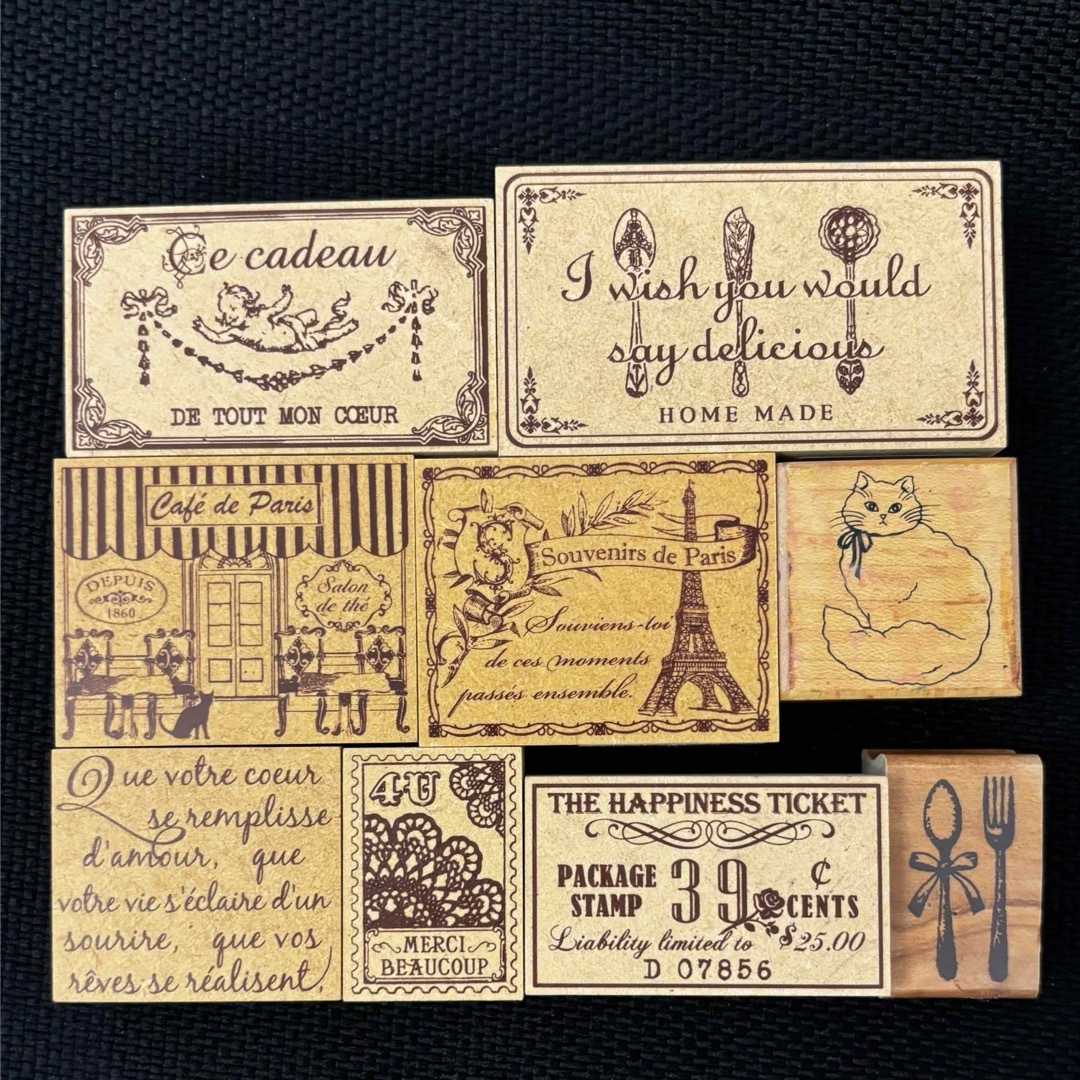 Ce cadeau
DE TOUT MON CŒUR
I wish you would
say delicious
HOME MADE
Café de Paris
DEPUIS
1860
Salon
de thé
Souvenirs de Paris
Souviens-toi
de ces moments
passés ensemble.
Que votre coeur
se remplisse
d'amour, que
votre vie s'éclaire d'un
sourire, que vos
rêves se réalisent.
4U
MERCI
BEAUCOUP
THE HAPPINESS TICKET
PACKAGE STAMP 39 ¢ CENTS
Liability limited to $25.00
D 07856